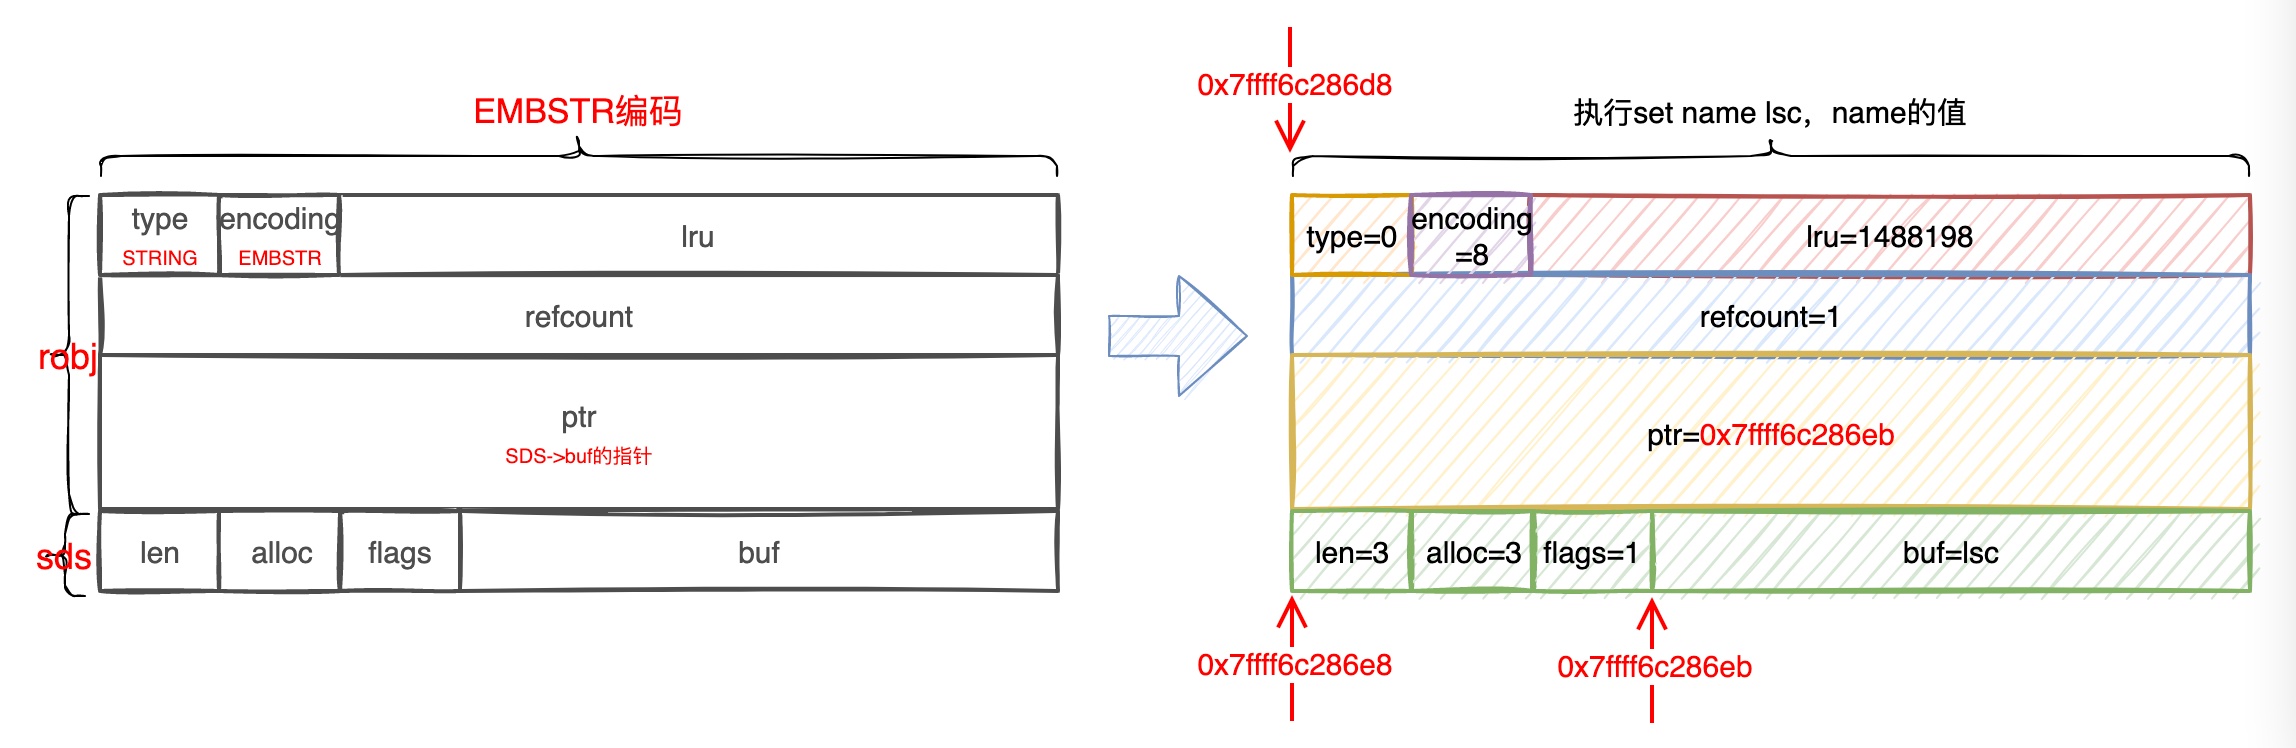 EMBSTR编码
type
STRING
encoding
EMBSTR
lru
refcount
robj
ptr
SDS->buf的指针
sds
len
alloc
flags
buf
0x7ffff6c286d8
执行set name lsc，name的值
type=0
encoding
=8
lru=1488198
refcount=1
ptr=0x7ffff6c286eb
len=3
alloc=3
flags=1
buf=lsc
0x7ffff6c286e8
0x7ffff6c286eb